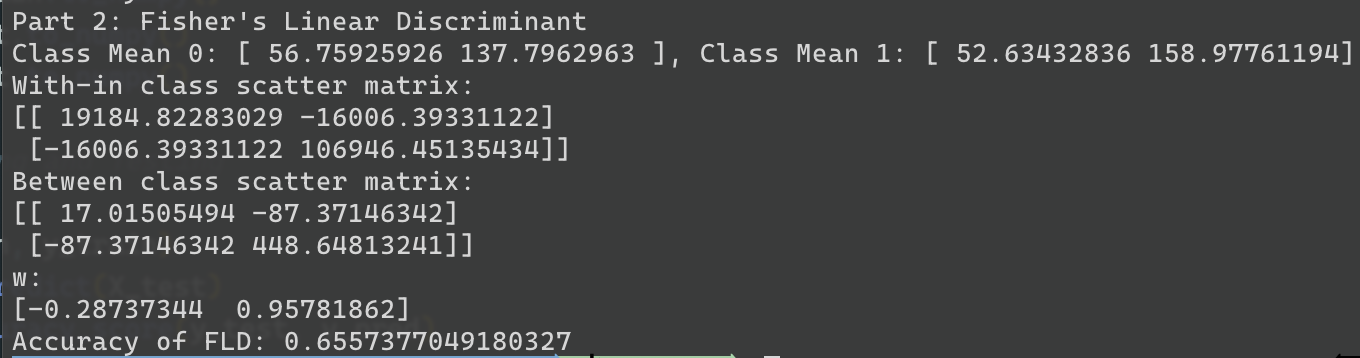 Part 2: Fisher's Linear Discriminant
Class Mean 0: [ 56.75925926 137.7962963 ], Class Mean 1: [ 52.63432836 158.97761194]
With-in class scatter matrix:
[[ 19184.82283029 -16006.39331122]
 [-16006.39331122 106946.45135434]]
Between class scatter matrix:
[[ 17.01505494 -87.37146342]
 [-87.37146342 448.64813241]]
w:
[-0.28737344  0.95781862]
Accuracy of FLD: 0.6557377049180327